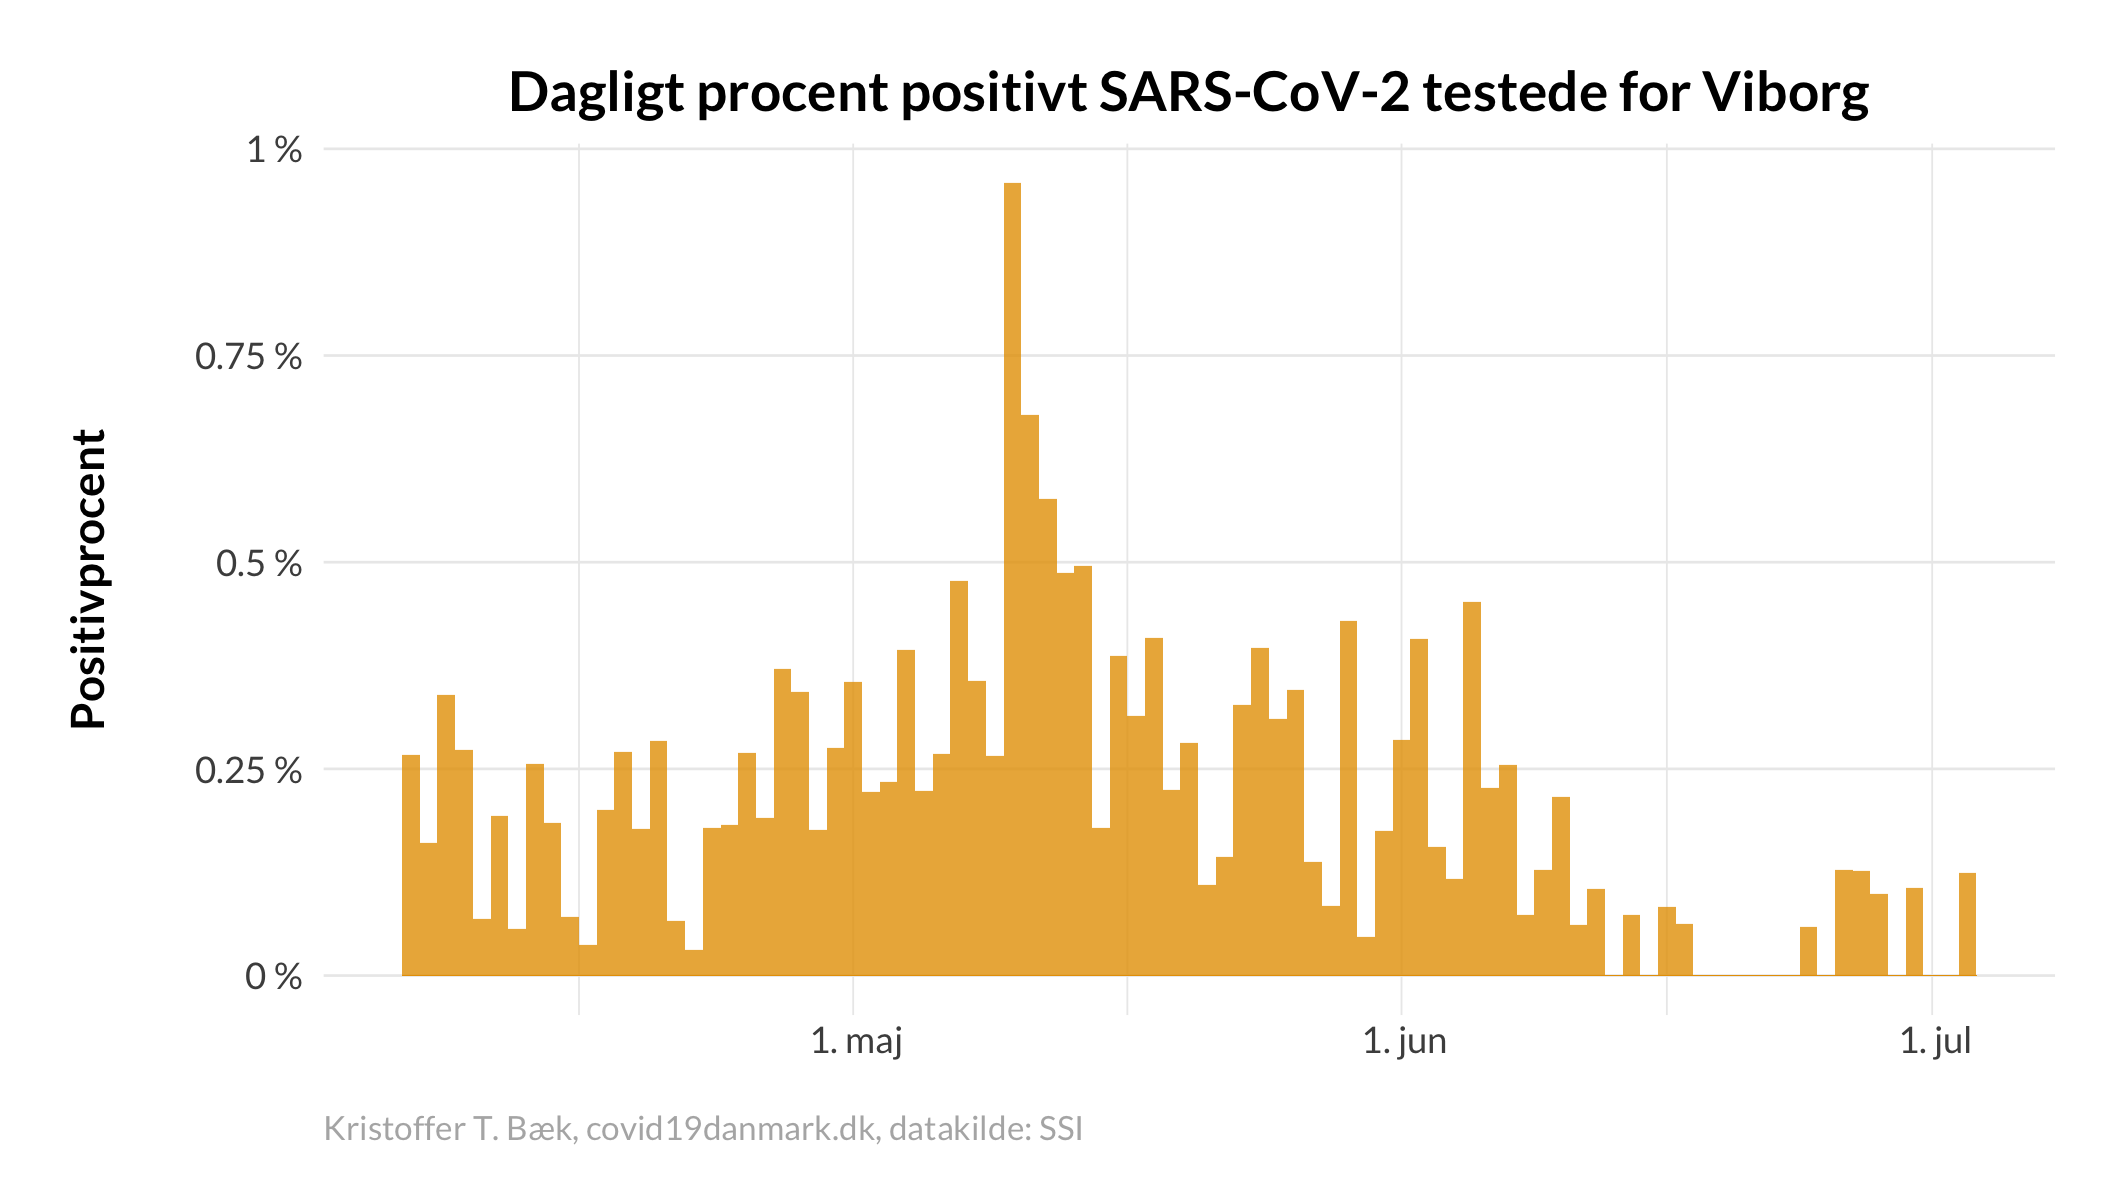 Dagligt procent positivt SARS-CoV-2 testede for Viborg
Positivprocent
1 %
0.75 %
0.5 %
0.25 %
0 %
1. maj
1. jun
1. jul
Kristoffer T. Bæk, covid19danmark.dk, datakilde: SSI